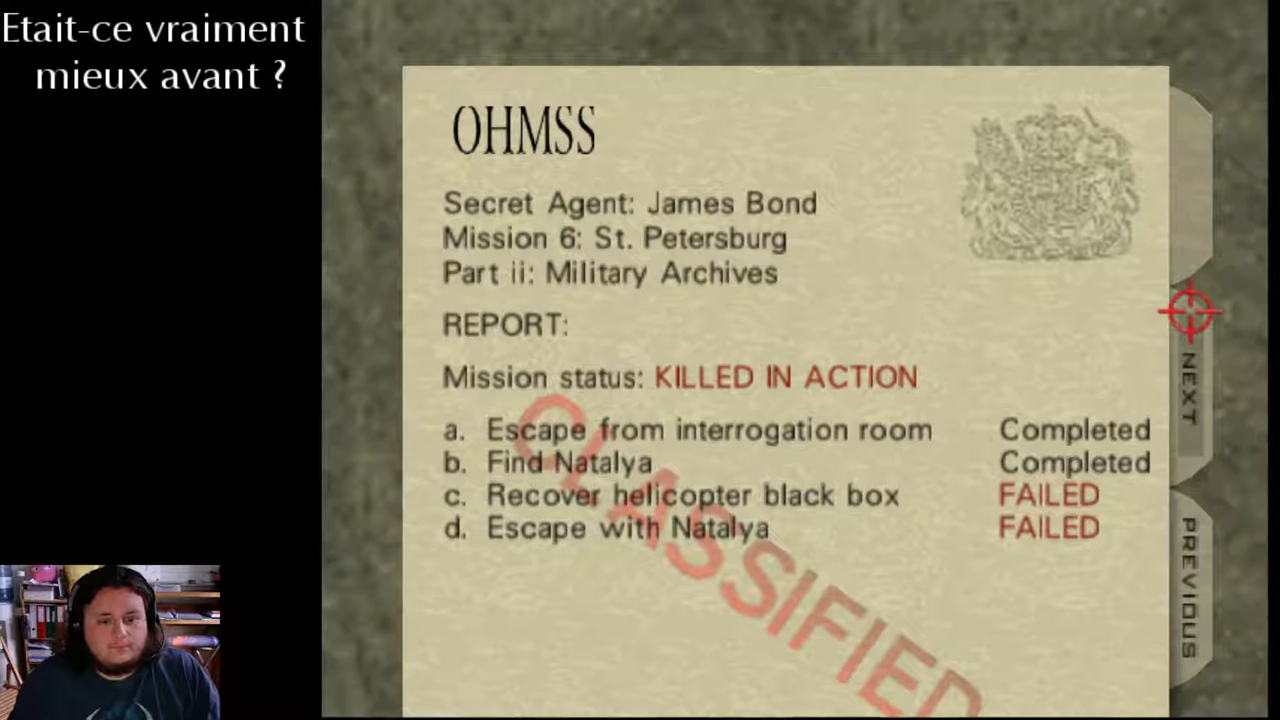 Etait-ce vraiment
mieux avant ?
OHMSS
Secret Agent: James Bond
Mission 6: St. Petersburg
Part ii: Military Archives
REPORT:
Mission status: KILLED IN ACTION
a. Escape from interrogation room Completed
b. Find Natalya Completed
c. Recover helicopter black box FAILED
d. Escape with Natalya FAILED
CLASSIFIED
NEXT
PREVIOUS